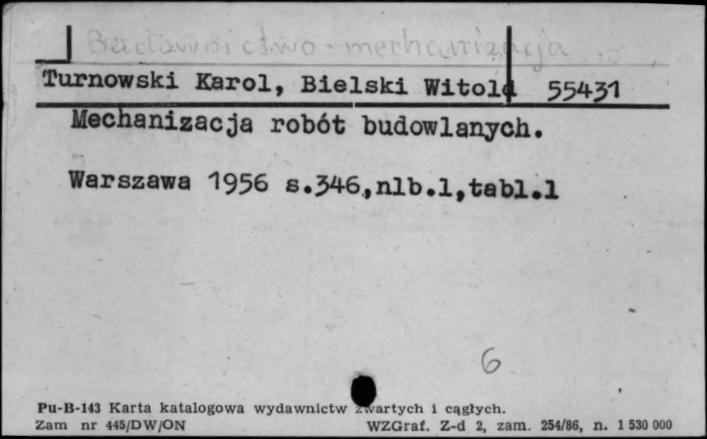 Budownictwo - mechanizacja
Turnowski Karol, Bielski Witold 55431
Mechanizacja robót budowlanych.
Warszawa 1956 s.346,nlb.1,tabl.1
6
Pu-B-143 Karta katalogowa wydawnictw zwartych i cągłych.
Zam nr 445/DW/ON WZGraf. Z-d 2, zam. 254/86, n. 1 530 000